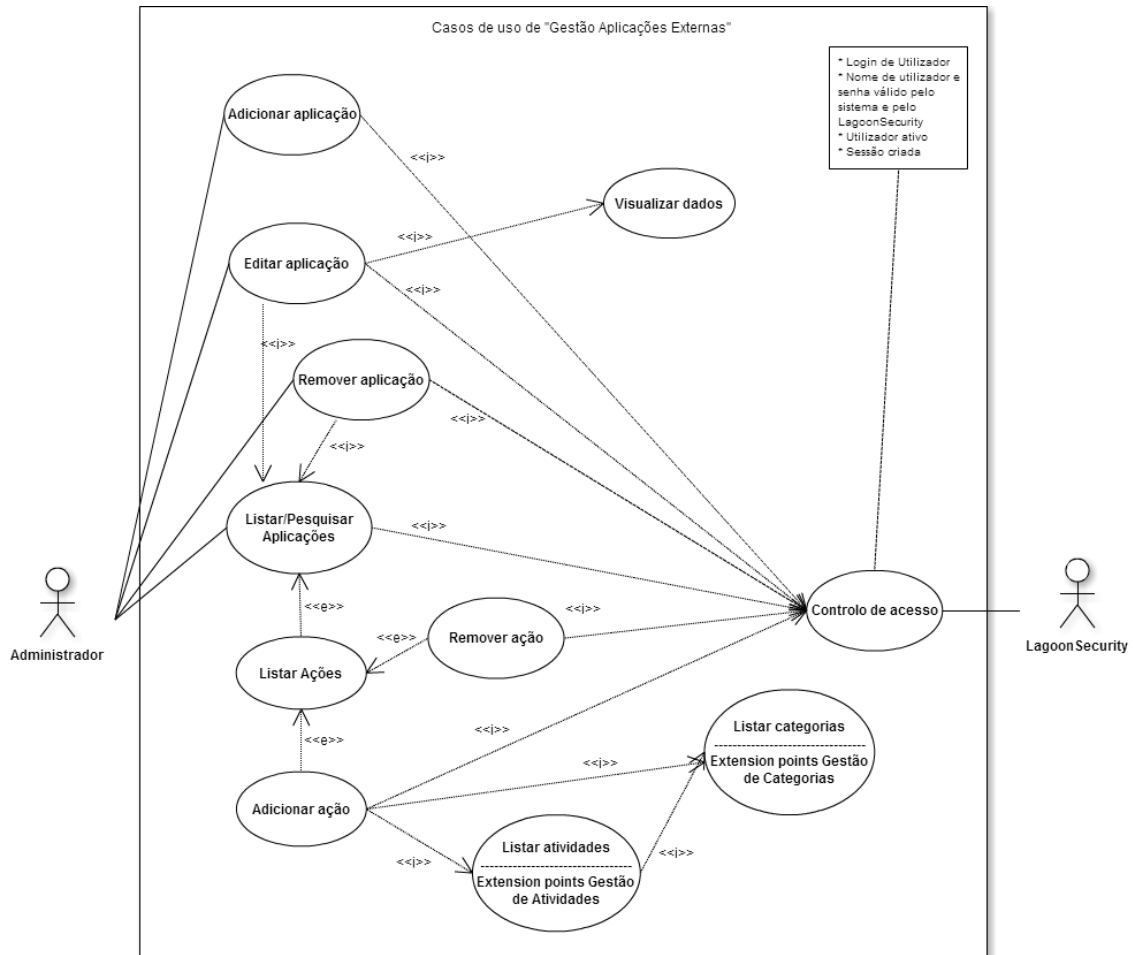 Casos de uso de "Gestão Aplicações Externas"
* Login de Utilizador
* Nome de utilizador e
senha válido pelo
sistema e pelo
LagoonSecurity
* Utilizador ativo
* Sessão criada
Adicionar aplicação
<<i>>
Visualizar dados
<<i>>
Editar aplicação
<<i>>
<<i>>
Remover aplicação
<<i>>
<<i>>
Listar/Pesquisar
Aplicações
<<i>>
Administrador
<<e>>
Remover ação
<<e>>
<<i>>
Controlo de acesso
LagoonSecurity
Listar Ações
<<e>>
<<i>>
Listar categorias
Extension points Gestão
de Categorias
<<i>>
Adicionar ação
<<i>>
Listar atividades
Extension points Gestão
de Atividades
<<i>>